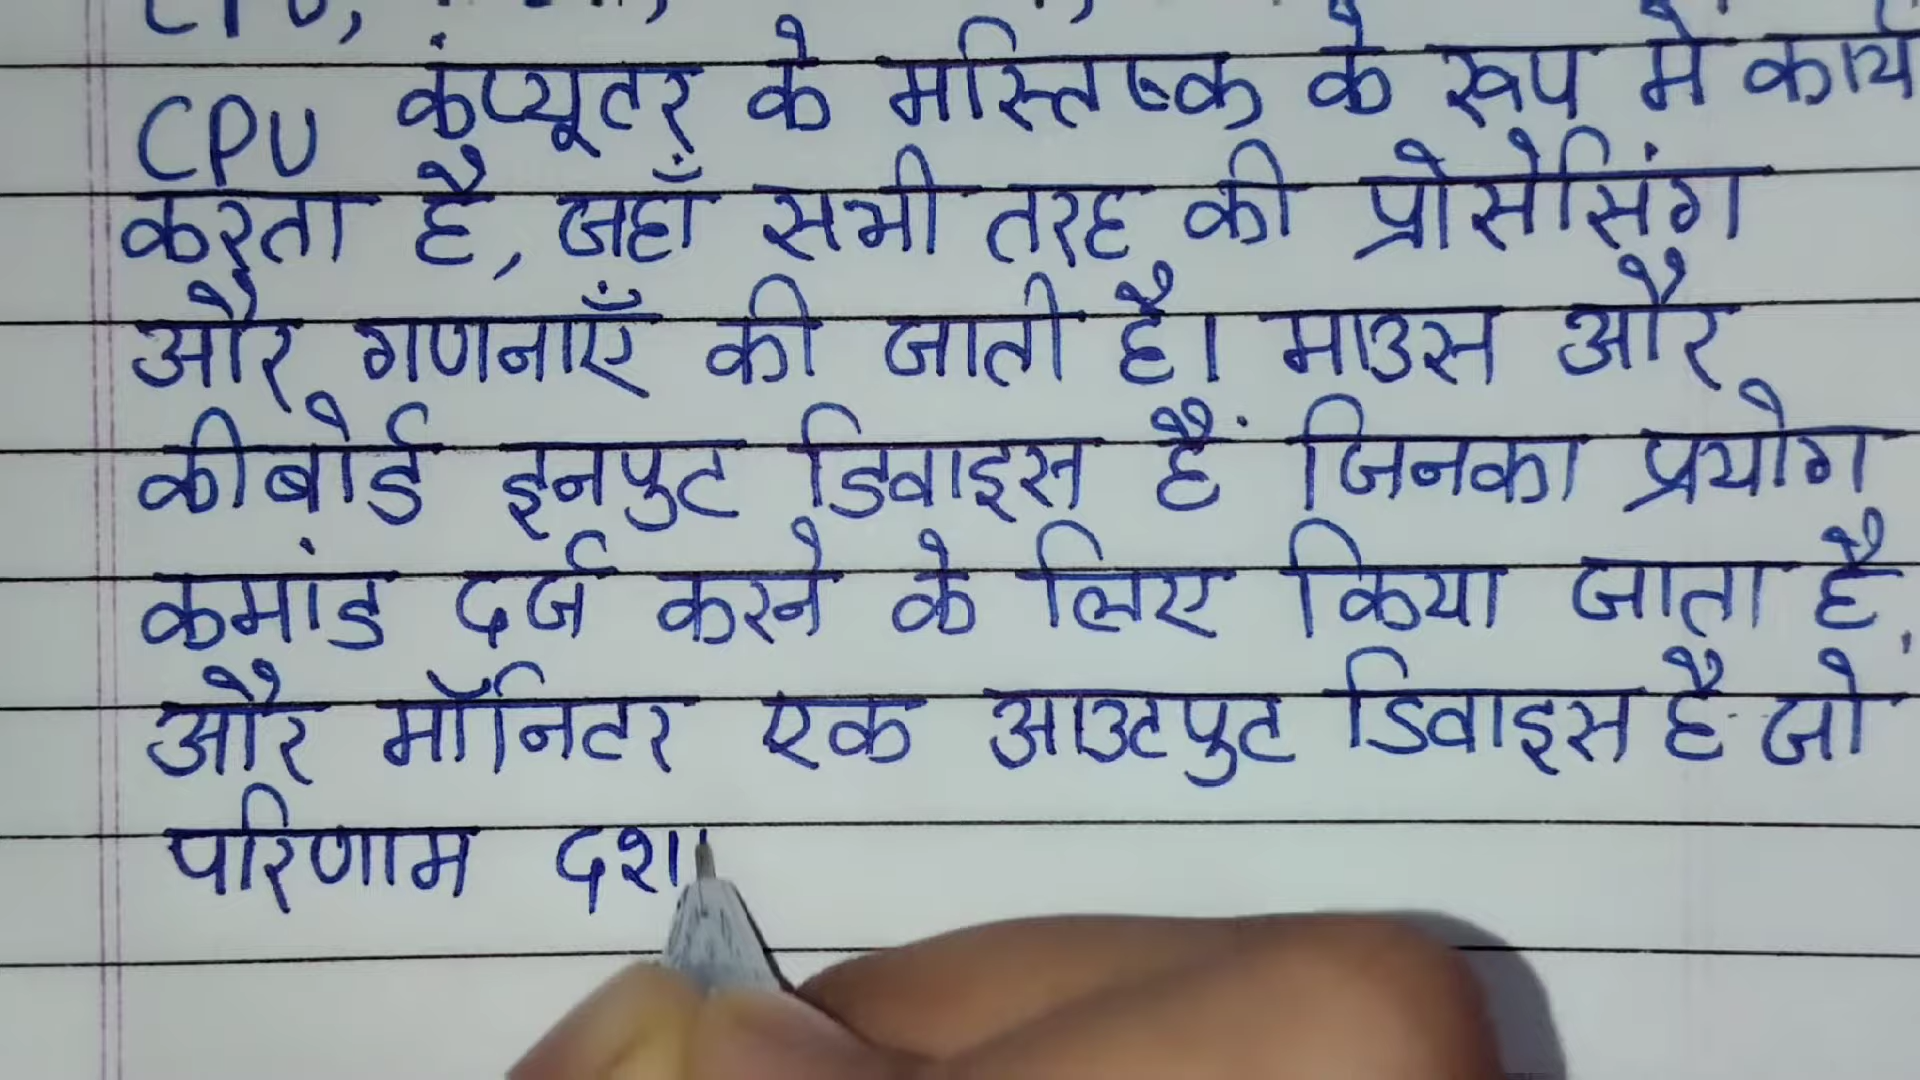 CPU कंप्यूटर के मस्तिष्क के रूप में कार्य
करता है, जहाँ सभी तरह की प्रोसेसिंग
और गणनाएँ की जाती है। माउस और
कीबोर्ड इनपुट डिवाइस हैं जिनका प्रयोग
कमांड दर्ज करने के लिए किया जाता है,
और मॉनिटर एक आउटपुट डिवाइस है जो
परिणाम दशा